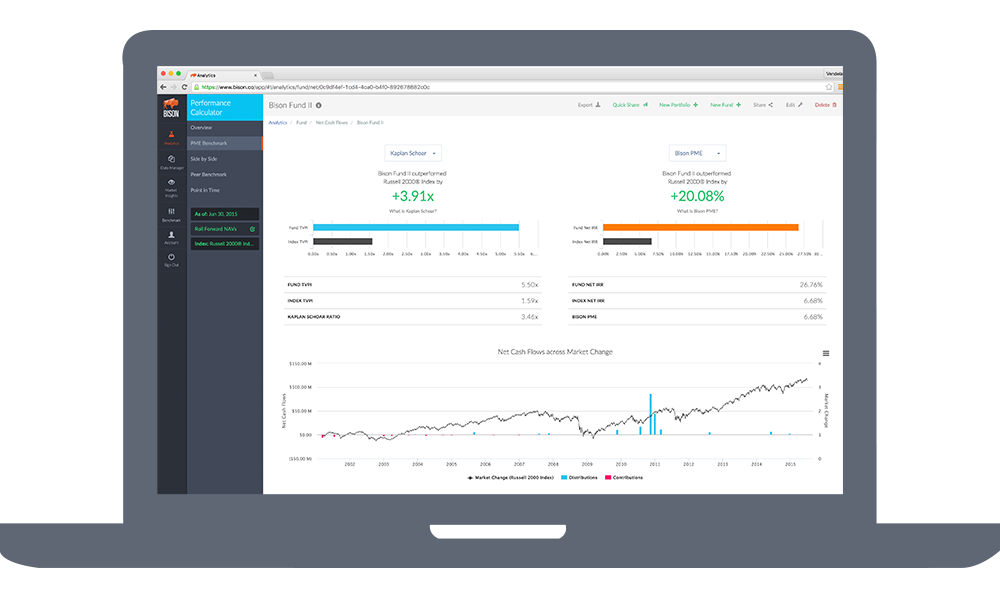 Analytics
Vandela
https://www.bison.co/app/#/analytics/fund/net/0c9df4ef-1cd4-4ca0-b4f0-892678882c0c
BISON
Performance Calculator
Bison Fund II
Export
Quick Share
New Portfolio +
New Fund +
Share
Edit
Delete
Analytics / Fund / Net Cash Flows / Bison Fund II
Analytics
Data Manager
Market Insights
Benchmark
Account
Sign Out
Overview
PME Benchmark
Side by Side
Peer Benchmark
Point in Time
As of: Jun 30, 2015
Roll Forward NAVs
Index: Russell 2000® Ind...
Kaplan Schoar
Bison Fund II outperformed
Russell 2000® Index by
+3.91x
What is Kaplan Schoar?
Fund TVPI
Index TVPI
0.00x 0.50x 1.00x 1.50x 2.00x 2.50x 3.00x 3.50x 4.00x 4.50x 5.00x 5.50x 6,...
FUND TVPI 5.50x
INDEX TVPI 1.59x
KAPLAN SCHOAR RATIO 3.46x
Bison PME
Bison Fund II outperformed
Russell 2000® Index by
+20.08%
What is Bison PME?
Fund Net IRR
Index Net IRR
0.00% 2.50% 5.00% 7.50% 10.00% 12.50% 15.00% 17.50% 20.00% 22.50% 25.00% 27.50% 30...
FUND NET IRR 26.76%
INDEX NET IRR 6.68%
BISON PME 6.68%
Net Cash Flows across Market Change
Net Cash Flows
$150.00 M
$100.00 M
$50.00 M
$0.00
($50.00 M)
4
3
2
1
0
Market Change
2002 2003 2004 2005 2006 2007 2008 2009 2010 2011 2012 2013 2014 2015
Market Change (Russell 2000 Index) Distributions Contributions